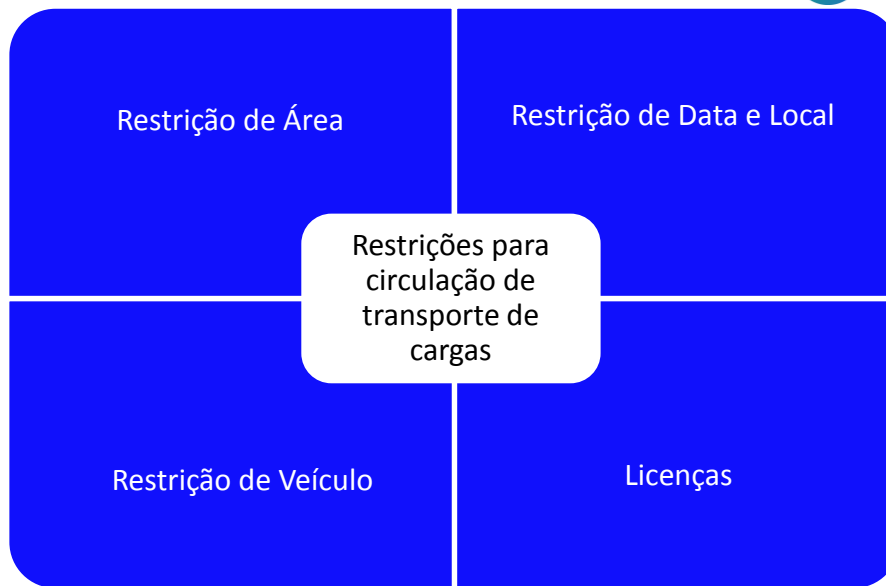 Restrição de Área
Restrição de Data e Local
Restrições para
circulação de
transporte de
cargas
Restrição de Veículo
Licenças